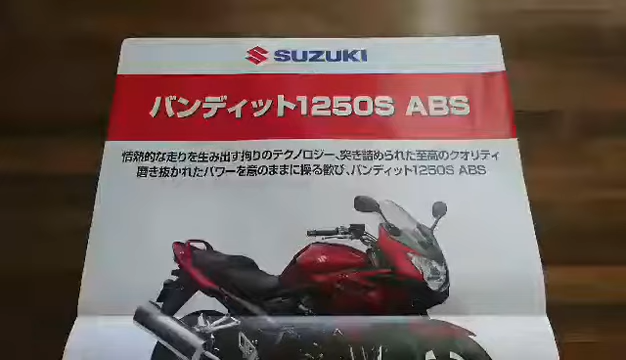 SUZUKI
バンディット1250S ABS
情熱的な走りを生み出す拘りのテクノロジー、突き詰められた至高のクオリティ
磨き抜かれたパワーを意のままに操る歓び、バンディット1250S ABS